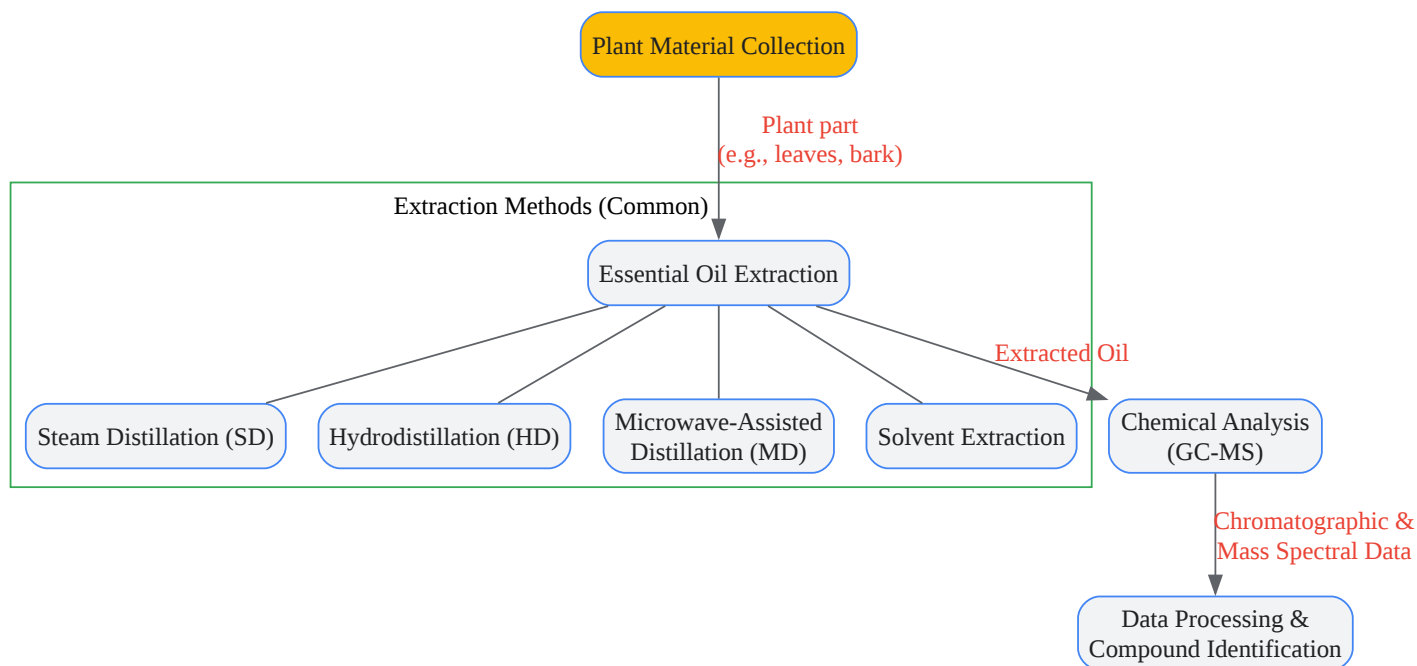 Plant Material Collection
Plant part
(e.g., leaves, bark)
Extraction Methods (Common)
Essential Oil Extraction
Extracted Oil
Steam Distillation (SD)
Hydrodistillation (HD)
Microwave-Assisted
Distillation (MD)
Solvent Extraction
Chemical Analysis
(GC-MS)
Chromatographic &
Mass Spectral Data
Data Processing &
Compound Identification